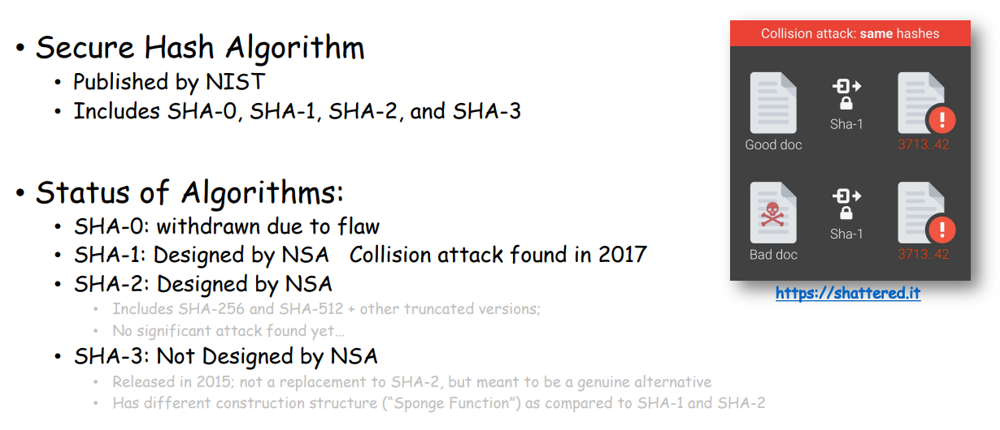 • Secure Hash Algorithm
• Published by NIST
• Includes SHA-0, SHA-1, SHA-2, and SHA-3
• Status of Algorithms:
• SHA-0: withdrawn due to flaw
• SHA-1: Designed by NSA Collision attack found in 2017
• SHA-2: Designed by NSA
• Includes SHA-256 and SHA-512 + other truncated versions;
• No significant attack found yet…
• SHA-3: Not Designed by NSA
• Released in 2015; not a replacement to SHA-2, but meant to be a genuine alternative
• Has different construction structure (“Sponge Function”) as compared to SHA-1 and SHA-2
Collision attack: same hashes
Sha-1
Good doc
3713..42
Sha-1
Bad doc
3713..42
https://shattered.it